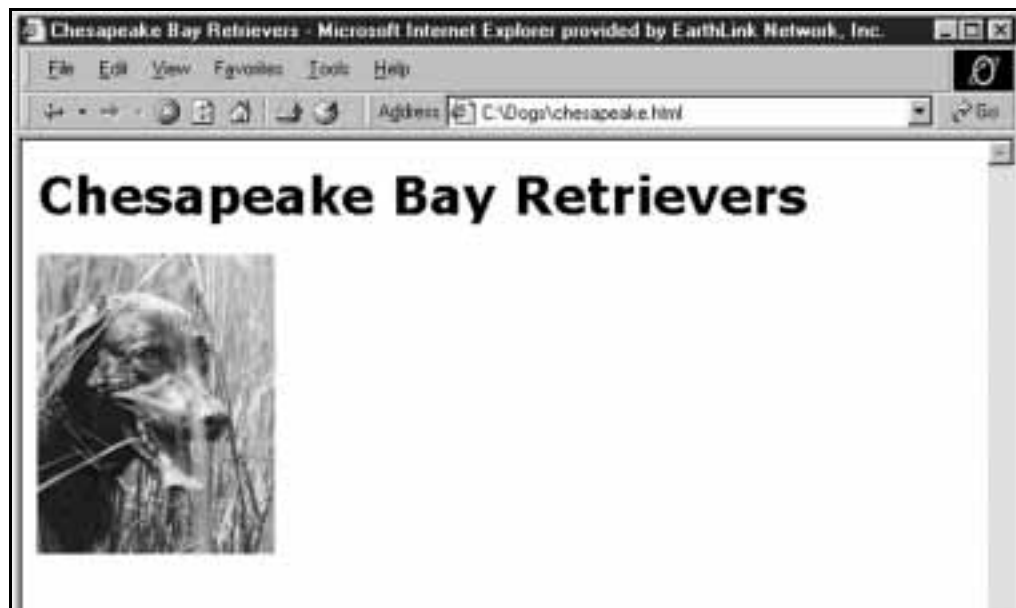 Chesapeake Bay Retrievers - Microsoft Internet Explorer provided by EarthLink Network, Inc.
File Edit View Favorites Tools Help
Address C:\Dogs\chesapeake.html Go
Chesapeake Bay Retrievers